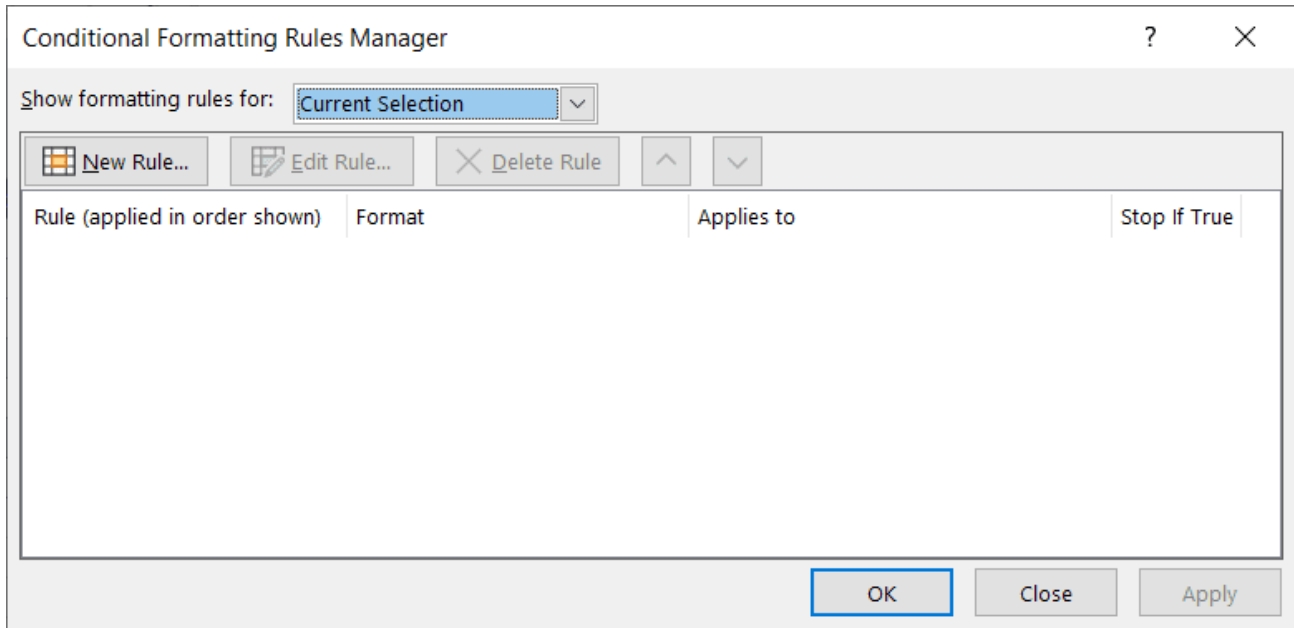 Conditional Formatting Rules Manager ?
Show formatting rules for: Current Selection
New Rule... Edit Rule... Delete Rule
Rule (applied in order shown) Format Applies to Stop If True
OK Close Apply